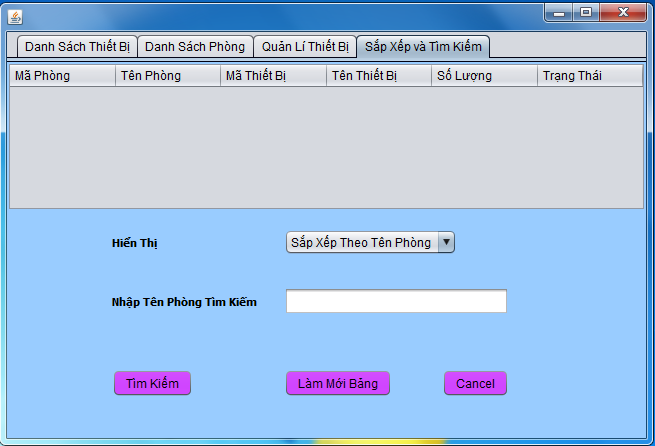 Danh Sách Thiết Bị Danh Sách Phòng Quản Lí Thiết Bị Sắp Xếp và Tìm Kiếm
Mã Phòng Tên Phòng Mã Thiết Bị Tên Thiết Bị Số Lượng Trạng Thái
Hiển Thị Sắp Xếp Theo Tên Phòng
Nhập Tên Phòng Tìm Kiếm
Tìm Kiếm Làm Mới Bảng Cancel